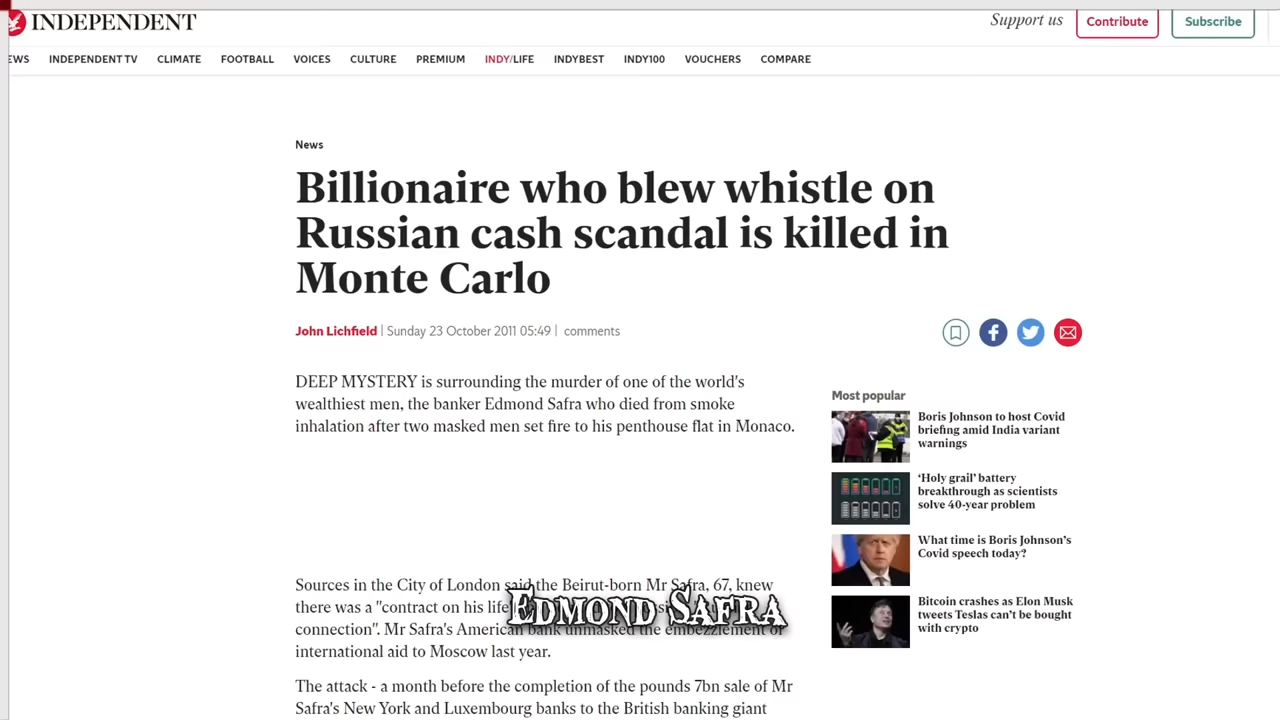 INDEPENDENT
Support us
Contribute
Subscribe
EWS INDEPENDENT TV CLIMATE FOOTBALL VOICES CULTURE PREMIUM INDY/LIFE INDYBEST INDY100 VOUCHERS COMPARE
News
Billionaire who blew whistle on
Russian cash scandal is killed in
Monte Carlo
John Lichfield | Sunday 23 October 2011 05:49 | comments
DEEP MYSTERY is surrounding the murder of one of the world's
wealthiest men, the banker Edmond Safra who died from smoke
inhalation after two masked men set fire to his penthouse flat in Monaco.
Sources in the City of London said the Beirut-born Mr Safra, 67, knew
there was a "contract on his life
connection". Mr Safra's American bank unmasked the embezzlement of
international aid to Moscow last year.
The attack - a month before the completion of the pounds 7bn sale of Mr
Safra's New York and Luxembourg banks to the British banking giant
EDMOND SAFRA
Most popular
Boris Johnson to host Covid
briefing amid India variant
warnings
‘Holy grail’ battery
breakthrough as scientists
solve 40-year problem
What time is Boris Johnson’s
Covid speech today?
Bitcoin crashes as Elon Musk
tweets Teslas can’t be bought
with crypto